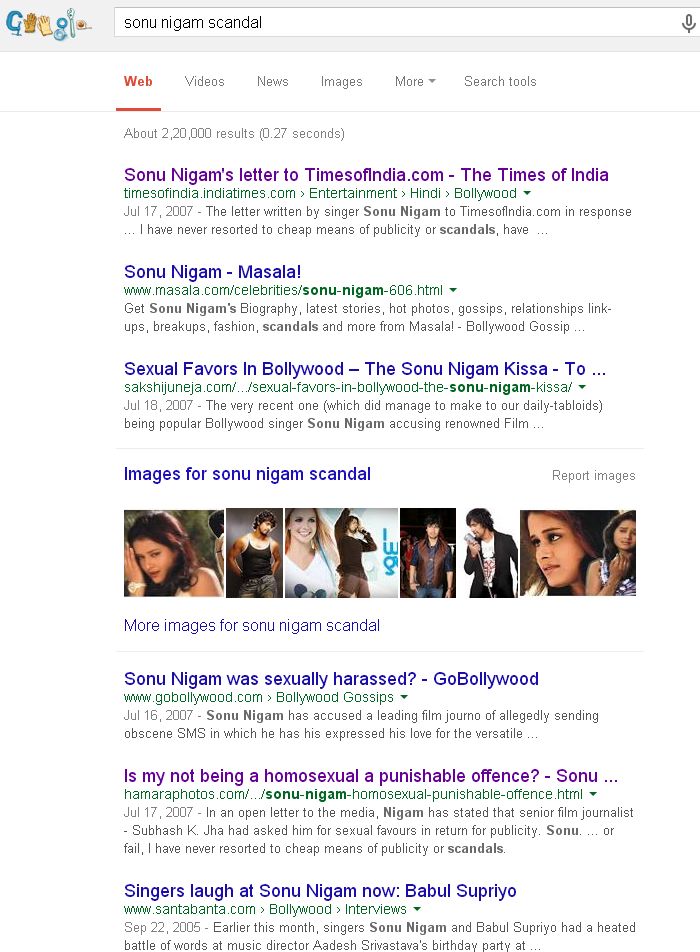 Google
sonu nigam scandal
Web Videos News Images More Search tools
About 2,20,000 results (0.27 seconds)
Sonu Nigam's letter to TimesofIndia.com - The Times of India
timesofindia.indiatimes.com › Entertainment › Hindi › Bollywood
Jul 17, 2007 - The letter written by singer Sonu Nigam to TimesofIndia.com in response
... I have never resorted to cheap means of publicity or scandals, have ...
Sonu Nigam - Masala!
www.masala.com/celebrities/sonu-nigam-606.html
Get Sonu Nigam's Biography, latest stories, hot photos, gossips, relationships link-
ups, breakups, fashion, scandals and more from Masala! - Bollywood Gossip ...
Sexual Favors In Bollywood – The Sonu Nigam Kissa - To ...
sakshijuneja.com/.../sexual-favors-in-bollywood-the-sonu-nigam-kissa/
Jul 18, 2007 - The very recent one (which did manage to make to our daily-tabloids)
being popular Bollywood singer Sonu Nigam accusing renowned Film ...
Images for sonu nigam scandal Report images
More images for sonu nigam scandal
Sonu Nigam was sexually harassed? - GoBollywood
www.gobollywood.com › Bollywood Gossips
Jul 16, 2007 - Sonu Nigam has accused a leading film journo of allegedly sending
obscene SMS in which he has his expressed his love for the versatile ...
Is my not being a homosexual a punishable offence? - Sonu ...
hamaraphotos.com/.../sonu-nigam-homosexual-punishable-offence.html
Jul 17, 2007 - In an open letter to the media, Nigam has stated that senior film journalist
- Subhash K. Jha had asked him for sexual favours in return for publicity. Sonu. ... or
fail, I have never resorted to cheap means of publicity or scandals.
Singers laugh at Sonu Nigam now: Babul Supriyo
www.santabanta.com › Bollywood › Interviews
Sep 22, 2005 - Earlier this month, singers Sonu Nigam and Babul Supriyo had a heated
battle of words at music director Aadesh Srivastava's birthday party at ...